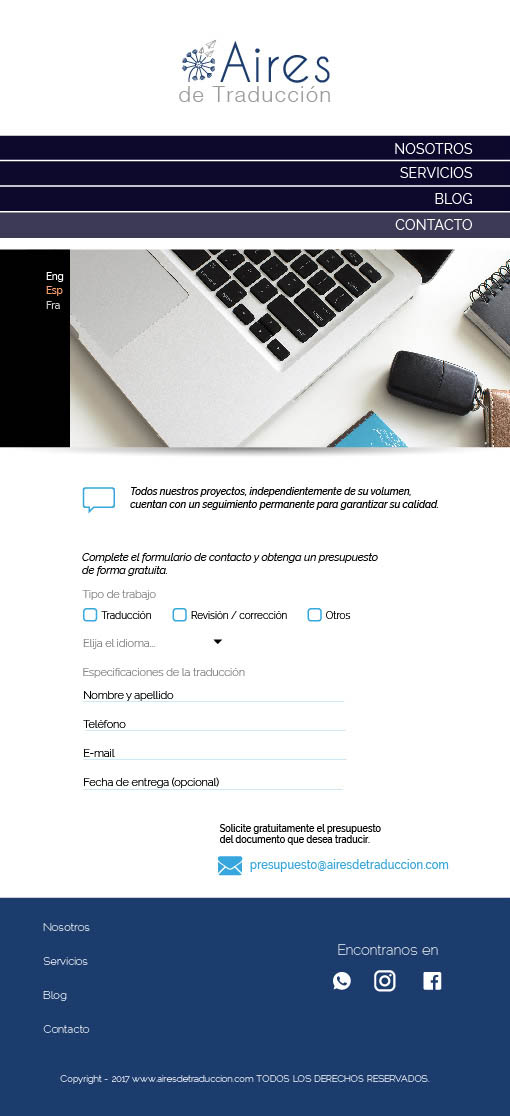 Aires
de Traducción
NOSOTROS
SERVICIOS
BLOG
CONTACTO
Eng
Esp
Fra
Todos nuestros proyectos, independientemente de su volumen,
cuentan con un seguimiento permanente para garantizar su calidad.
Complete el formulario de contacto y obtenga un presupuesto
de forma gratuita.
Tipo de trabajo
Traducción Revisión / corrección Otros
Elija el idioma...
Especificaciones de la traducción
Nombre y apellido
Teléfono
E-mail
Fecha de entrega (opcional)
Solicite gratuitamente el presupuesto
del documento que desea traducir.
presupuesto@airesdetraduccion.com
Nosotros
Servicios
Blog
Contacto
Encontranos en
Copyright - 2017 www.airesdetraduccion.com TODOS LOS DERECHOS RESERVADOS.